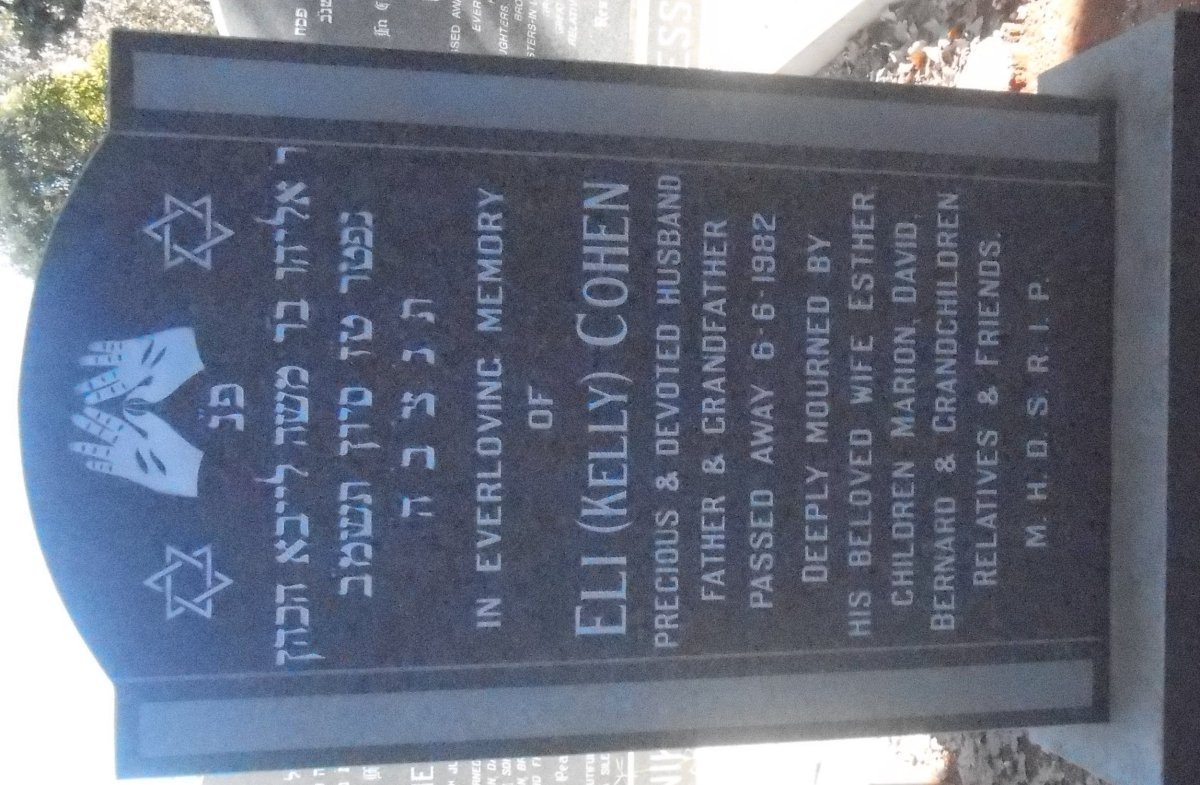 פ״נ
ר אליהו בר משה לייבא הכהן
נפטר טו סיון תשמב
ת נ צ ב ה
IN EVERLOVING MEMORY
OF
ELI (KELLY) COHEN
PRECIOUS & DEVOTED HUSBAND
FATHER & GRANDFATHER
PASSED AWAY 6-6-1982
DEEPLY MOURNED BY
HIS BELOVED WIFE ESTHER
CHILDREN MARION, DAVID,
BERNARD & GRANDCHILDREN
RELATIVES & FRIENDS.
M. H. D. S. R. I. P.